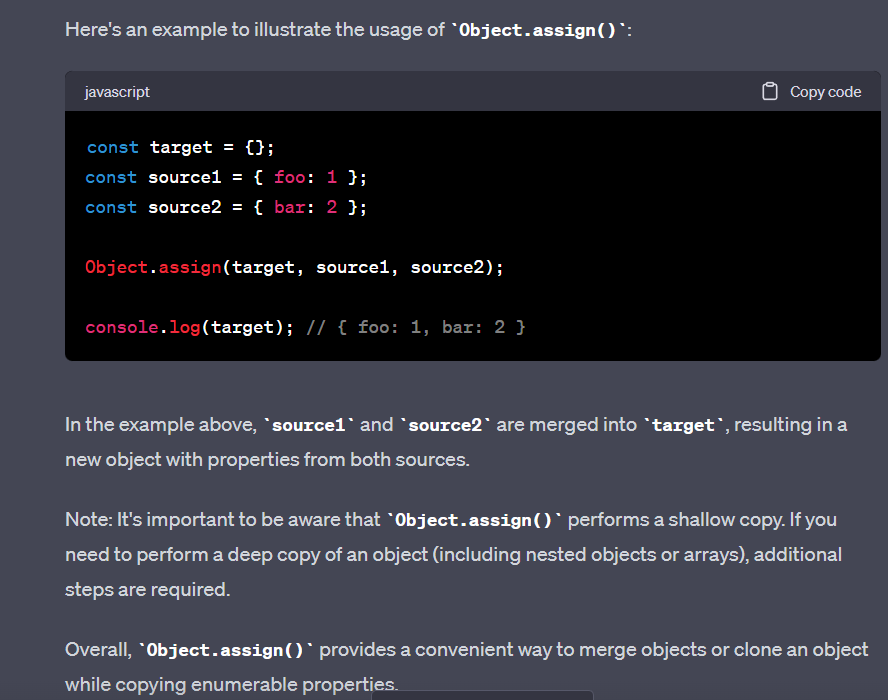 Here's an example to illustrate the usage of `Object.assign()`:
javascript
Copy code
const target = {};
const source1 = { foo: 1 };
const source2 = { bar: 2 };
Object.assign(target, source1, source2);
console.log(target); // { foo: 1, bar: 2 }
In the example above, `source1` and `source2` are merged into `target`, resulting in a
new object with properties from both sources.
Note: It's important to be aware that `Object.assign()` performs a shallow copy. If you
need to perform a deep copy of an object (including nested objects or arrays), additional
steps are required.
Overall, `Object.assign()` provides a convenient way to merge objects or clone an object
while copying enumerable properties.